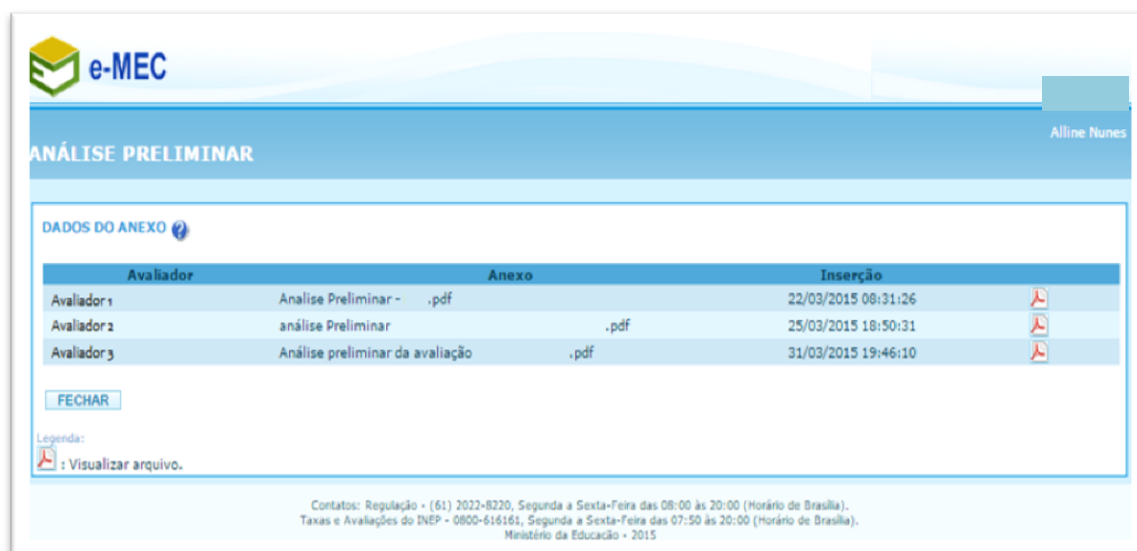 e-MEC
Alline Nunes
ANÁLISE PRELIMINAR
DADOS DO ANEXO ?
Avaliador Anexo Inserção
Avaliador 1 Analise Preliminar - .pdf 22/03/2015 08:31:26
Avaliador 2 análise Preliminar .pdf 25/03/2015 18:50:31
Avaliador 3 Análise preliminar da avaliação .pdf 31/03/2015 19:46:10
FECHAR
Legenda:
: Visualizar arquivo.
Contatos: Regulação - (61) 2022-8220, Segunda a Sexta-Feira das 08:00 às 20:00 (Horário de Brasília).
Taxas e Avaliações do INEP - 0800-616161, Segunda a Sexta-Feira das 07:50 às 20:00 (Horário de Brasília).
Ministério da Educação - 2015